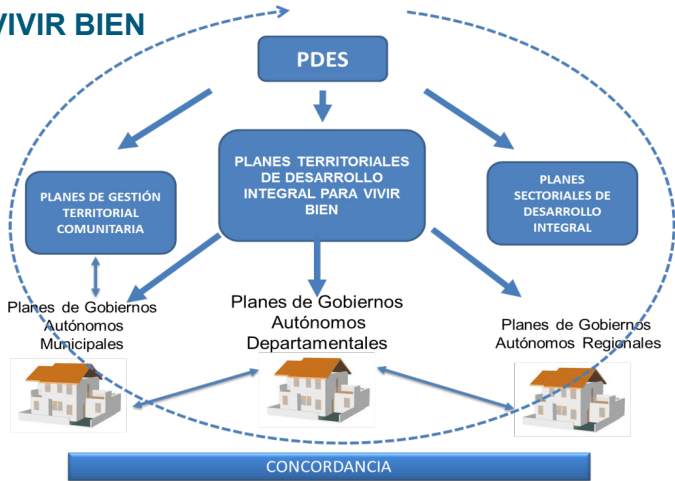 VIVIR BIEN
PDES
PLANES DE GESTIÓN
TERRITORIAL
COMUNITARIA
PLANES TERRITORIALES
DE DESARROLLO
INTEGRAL PARA VIVIR
BIEN
PLANES
SECTORIALES DE
DESARROLLO
INTEGRAL
Planes de Gobiernos
Autónomos
Municipales
Planes de Gobiernos
Autónomos
Departamentales
Planes de Gobiernos
Autónomos Regionales
CONCORDANCIA